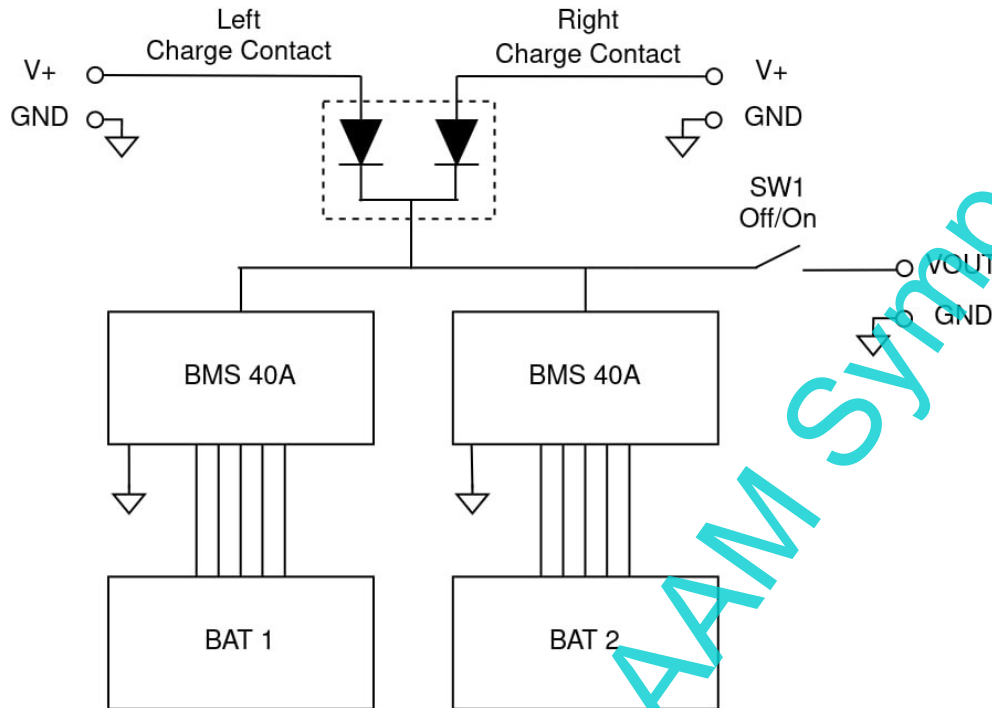 Left
Charge Contact
Right
Charge Contact
V+
V+
GND
GND
SW1
Off/On
VOUT
GND
BMS 40A
BMS 40A
BAT 1
BAT 2
AAM Symp